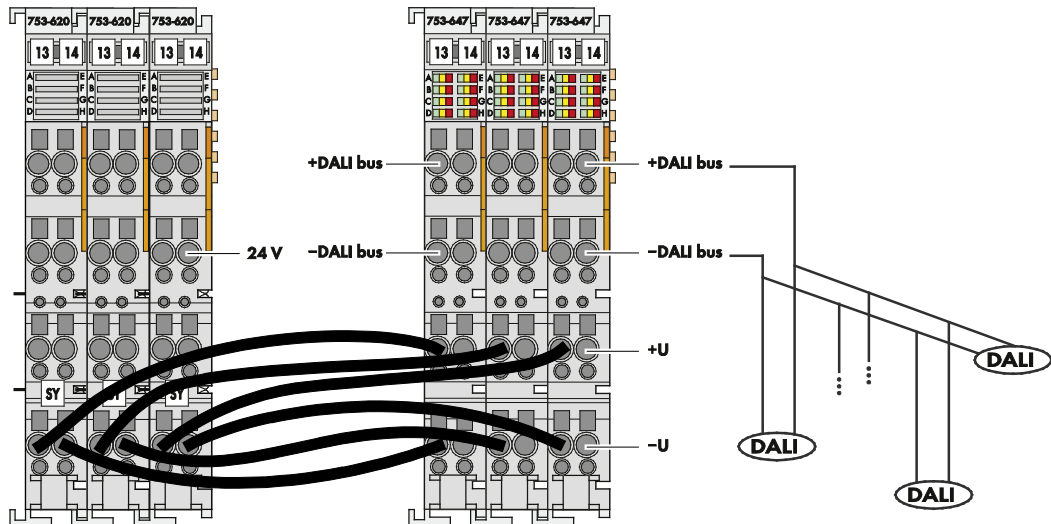 753-620 753-620 753-620 753-647 753-647 753-647
13 14 13 14 13 14 13 14 13 14 13 14
A E A E A E A E A E A E
B F B F B F B F B F B F
C G C G C G C G C G C G
D H D H D H D H D H D H
+DALI bus +DALI bus
24 V −DALI bus −DALI bus
+U
DALI
SY SY SY
DALI −U
DALI